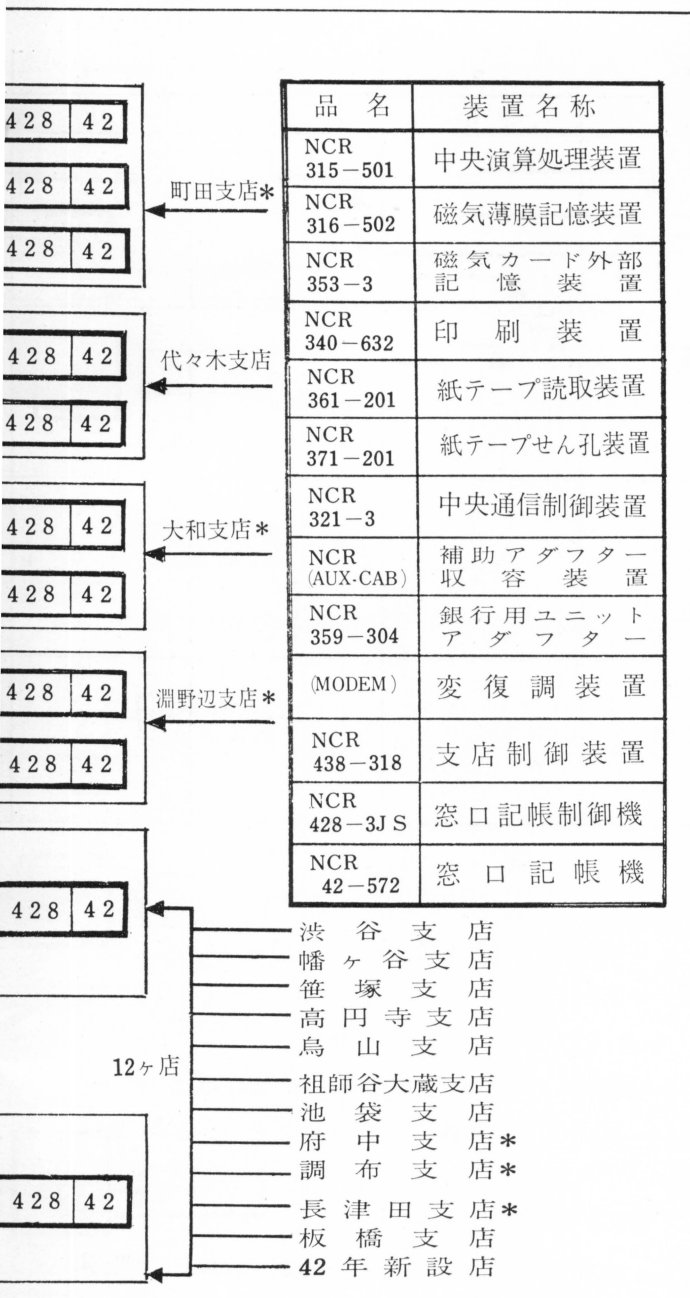 428 42
428 42
428 42
町田支店*
428 42
428 42
代々木支店
428 42
428 42
大和支店*
428 42
428 42
淵野辺支店*
428 42
428 42
12ヶ店
品名 装置名称
NCR
315-501
中央演算処理装置
NCR
316-502
磁気薄膜記憶装置
NCR
353-3
磁気カード外部
記憶装置
NCR
340-632
印刷装置
NCR
361-201
紙テープ読取装置
NCR
371-201
紙テープせん孔装置
NCR
321-3
中央通信制御装置
NCR
(AUX-CAB)
補助アダプター
収容装置
NCR
359-304
銀行用ユニット
アダプター
(MODEM)
変復調装置
NCR
438-318
支店制御装置
NCR
428-3JS
窓口記帳制御機
NCR
42-572
窓口記帳機
渋谷支店
幡ヶ谷支店
笹塚支店
高円寺支店
烏山支店
祖師谷大蔵支店
池袋支店
府中支店*
調布支店*
長津田支店*
板橋支店
42年新設店